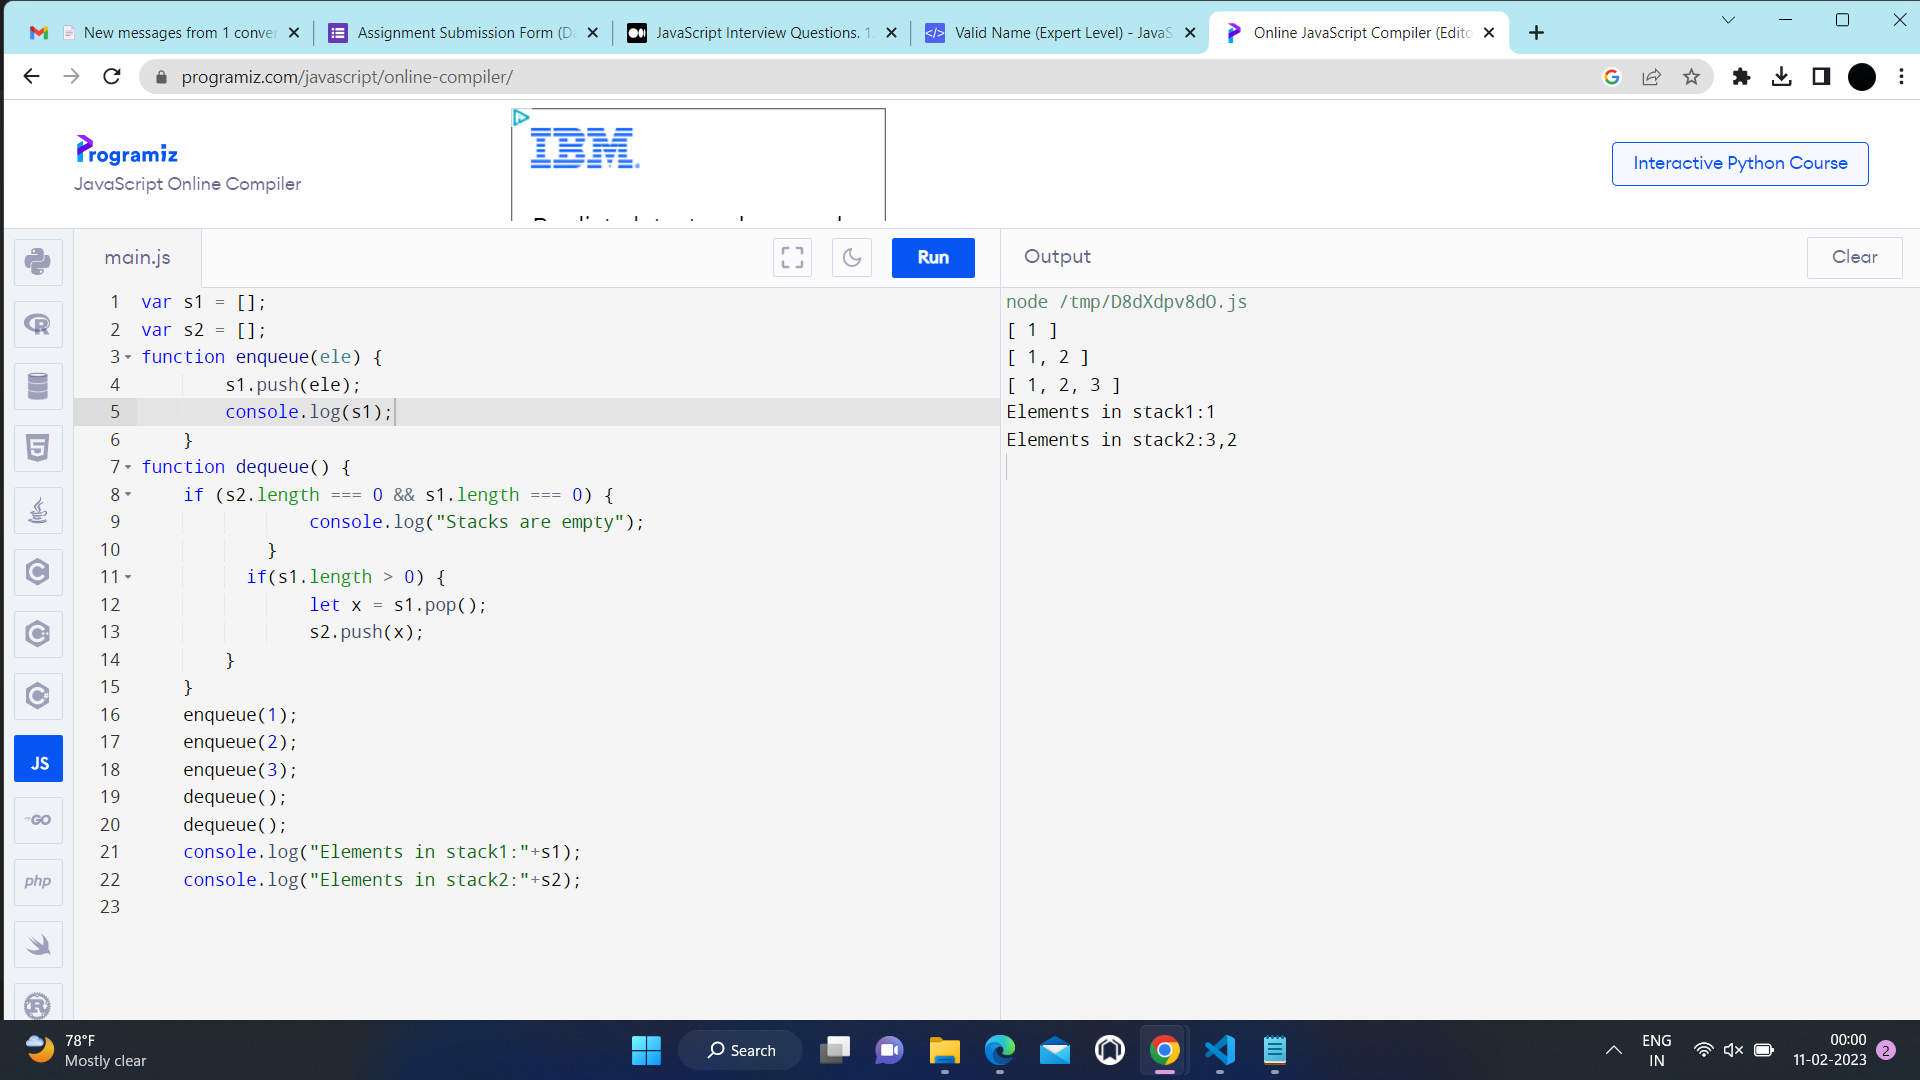 New messages from 1 conve
Assignment Submission Form (Da
JavaScript Interview Questions. 1.
Valid Name (Expert Level) - JavaS
Online JavaScript Compiler (Edito
programiz.com/javascript/online-compiler/
Programiz
JavaScript Online Compiler
IBM.
Interactive Python Course
main.js
Run
Output
Clear
1 var s1 = [];
2 var s2 = [];
3 function enqueue(ele) {
4 s1.push(ele);
5 console.log(s1);
6 }
7 function dequeue() {
8 if (s2.length === 0 && s1.length === 0) {
9 console.log("Stacks are empty");
10 }
11 if(s1.length > 0) {
12 let x = s1.pop();
13 s2.push(x);
14 }
15 }
16 enqueue(1);
17 enqueue(2);
18 enqueue(3);
19 dequeue();
20 dequeue();
21 console.log("Elements in stack1:"+s1);
22 console.log("Elements in stack2:"+s2);
23
node /tmp/D8dXdpv8dO.js
[ 1 ]
[ 1, 2 ]
[ 1, 2, 3 ]
Elements in stack1:1
Elements in stack2:3,2
JS
GO
php
78°F
Mostly clear
Search
ENG
IN
00:00
11-02-2023
2